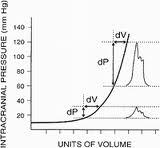 INTRACRANIAL PRESSURE (mm Hg)
120
100
80
60
40
20
0
dV
dP
dV
dP
UNITS OF VOLUME